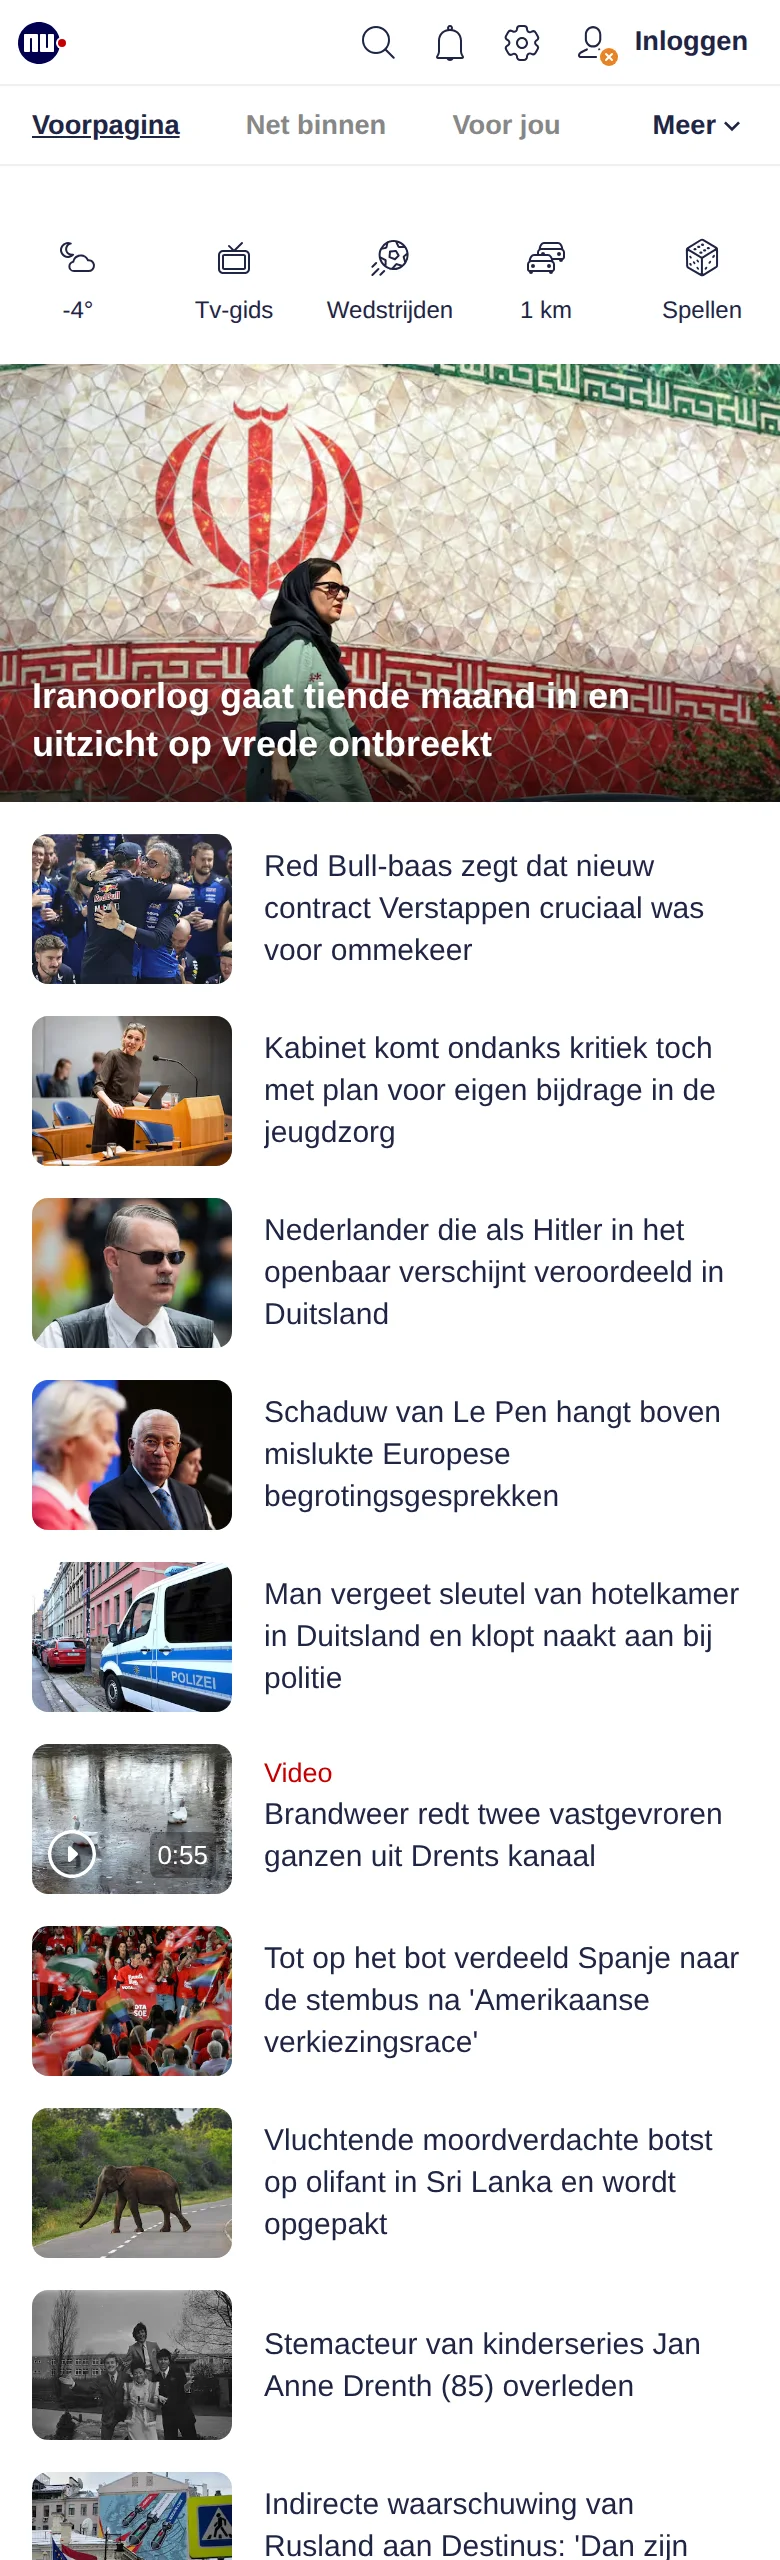 nu
Inloggen
Voorpagina
Net binnen
Voor jou
Meer
-4°
Tv-gids
Wedstrijden
1 km
Spellen
Iranoorlog gaat tiende maand in en
uitzicht op vrede ontbreekt
Red Bull
Red Bull-baas zegt dat nieuw
contract Verstappen cruciaal was
voor ommekeer
Kabinet komt ondanks kritiek toch
met plan voor eigen bijdrage in de
jeugdzorg
Nederlander die als Hitler in het
openbaar verschijnt veroordeeld in
Duitsland
Schaduw van Le Pen hangt boven
mislukte Europese
begrotingsgesprekken
POLIZEI
Man vergeet sleutel van hotelkamer
in Duitsland en klopt naakt aan bij
politie
0:55
Video
Brandweer redt twee vastgevroren
ganzen uit Drents kanaal
Tot op het bot verdeeld Spanje naar
de stembus na 'Amerikaanse
verkiezingsrace'
Vluchtende moordverdachte botst
op olifant in Sri Lanka en wordt
opgepakt
Stemacteur van kinderseries Jan
Anne Drenth (85) overleden
Indirecte waarschuwing van
Rusland aan Destinus: 'Dan zijn